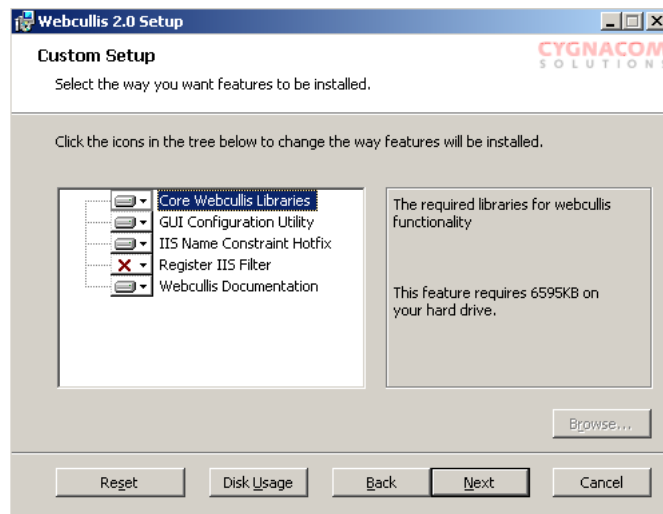 Webcullis 2.0 Setup
Custom Setup
CYGNACOM
SOLUTIONS
Select the way you want features to be installed.
Click the icons in the tree below to change the way features will be installed.
Core Webcullis Libraries
GUI Configuration Utility
IIS Name Constraint Hotfix
Register IIS Filter
Webcullis Documentation
The required libraries for webcullis
functionality
This feature requires 6595KB on
your hard drive.
Browse...
Reset
Disk Usage
Back
Next
Cancel